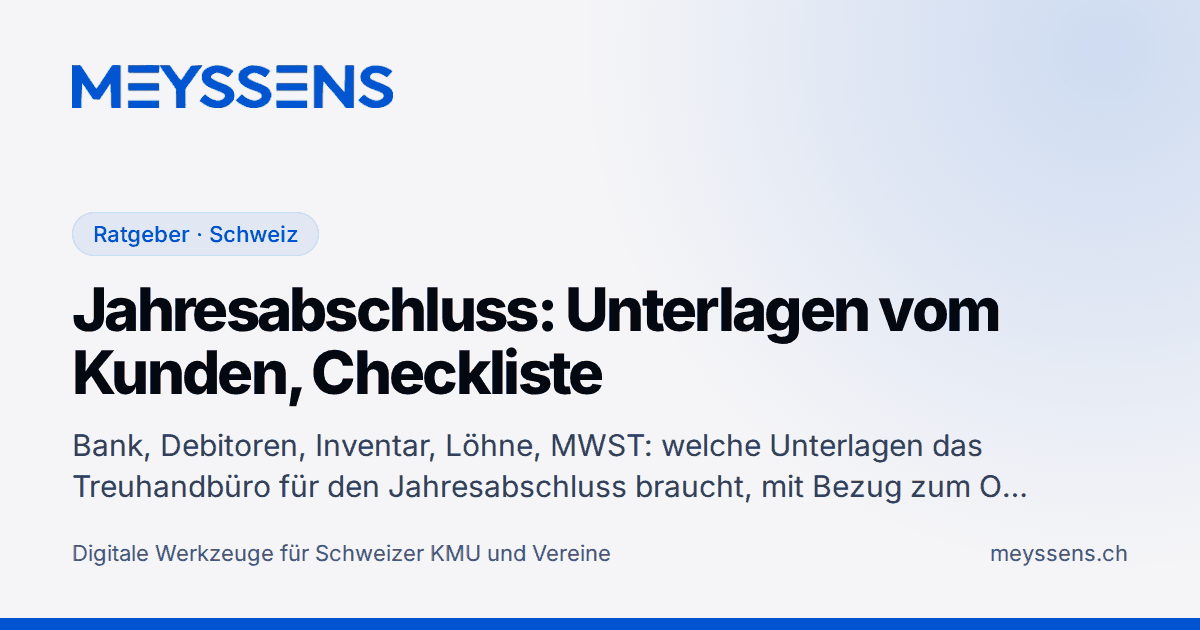 MEYSSENS
Ratgeber · Schweiz
Jahresabschluss: Unterlagen vom
Kunden, Checkliste
Bank, Debitoren, Inventar, Löhne, MWST: welche Unterlagen das
Treuhandbüro für den Jahresabschluss braucht, mit Bezug zum O...
Digitale Werkzeuge für Schweizer KMU und Vereine
meyssens.ch